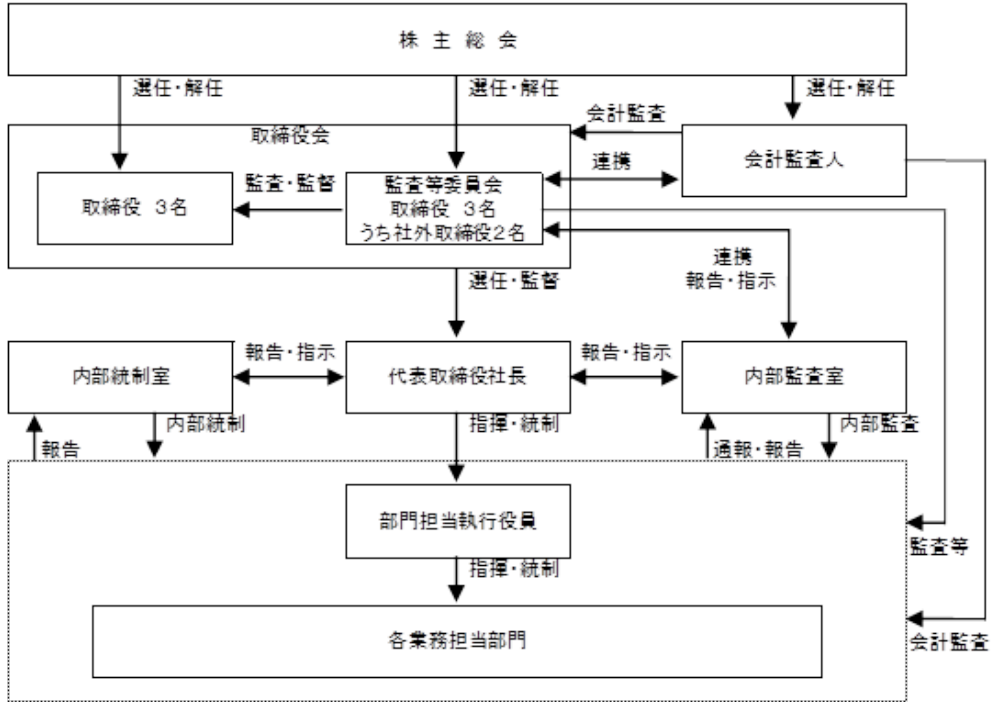 株 主 総 会
選任・解任
選任・解任
選任・解任
取締役会
会計監査
会計監査人
連携
取締役 3名
監査・監督
監査等委員会
取締役 3名
うち社外取締役2名
連携
報告・指示
選任・監督
内部統制室
報告・指示
代表取締役社長
報告・指示
内部監査室
報告
内部統制
指揮・統制
通報・報告
内部監査
部門担当執行役員
監査等
指揮・統制
各業務担当部門
会計監査